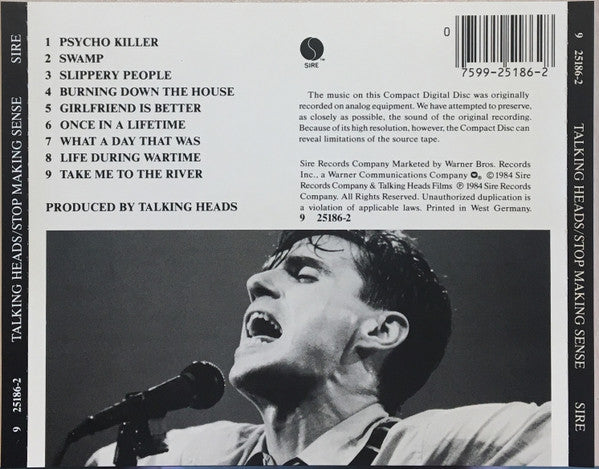 SIRE
TALKING HEADS/STOP MAKING SENSE
9 25186-2
1 PSYCHO KILLER
2 SWAMP
3 SLIPPERY PEOPLE
4 BURNING DOWN THE HOUSE
5 GIRLFRIEND IS BETTER
6 ONCE IN A LIFETIME
7 WHAT A DAY THAT WAS
8 LIFE DURING WARTIME
9 TAKE ME TO THE RIVER
PRODUCED BY TALKING HEADS
SIRE
0
7599-25186-2
The music on this Compact Digital Disc was originally
recorded on analog equipment. We have attempted to preserve,
as closely as possible, the sound of the original recording.
Because of its high resolution, however, the Compact Disc can
reveal limitations of the source tape.
Sire Records Company Marketed by Warner Bros. Records
Inc., a Warner Communications Company ©1984 Sire
Records Company & Talking Heads Films ℗ 1984 Sire Records
Company. All Rights Reserved. Unauthorized duplication is
a violation of applicable laws. Printed in West Germany.
9 25186-2
9 25186-2
TALKING HEADS/STOP MAKING SENSE
SIRE